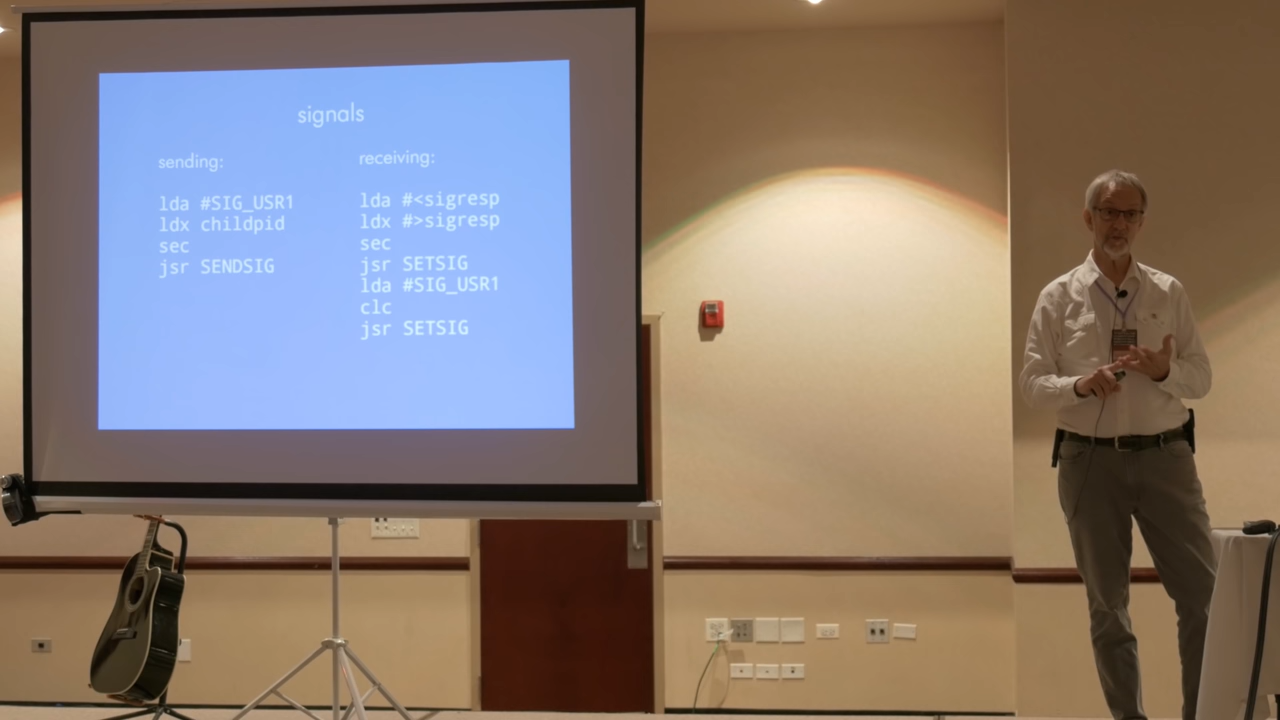 signals
sending:
lda #SIG_USR1
ldx childpid
sec
jsr SENDSIG
receiving:
lda #<sigresp
ldx #>sigresp
sec
jsr SETSIG
lda #SIG_USR1
clc
jsr SETSIG